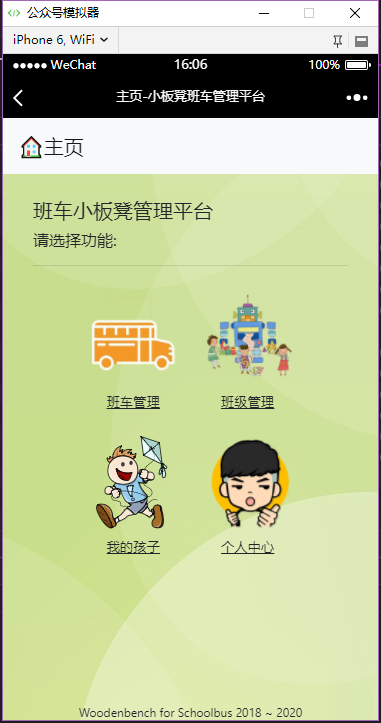 公众号模拟器
iPhone 6, WiFi
WeChat 16:06 100%
主页-小板凳班车管理平台
主页
班车小板凳管理平台
请选择功能:
班车管理 班级管理
我的孩子 个人中心
Woodenbench for Schoolbus 2018 ~ 2020